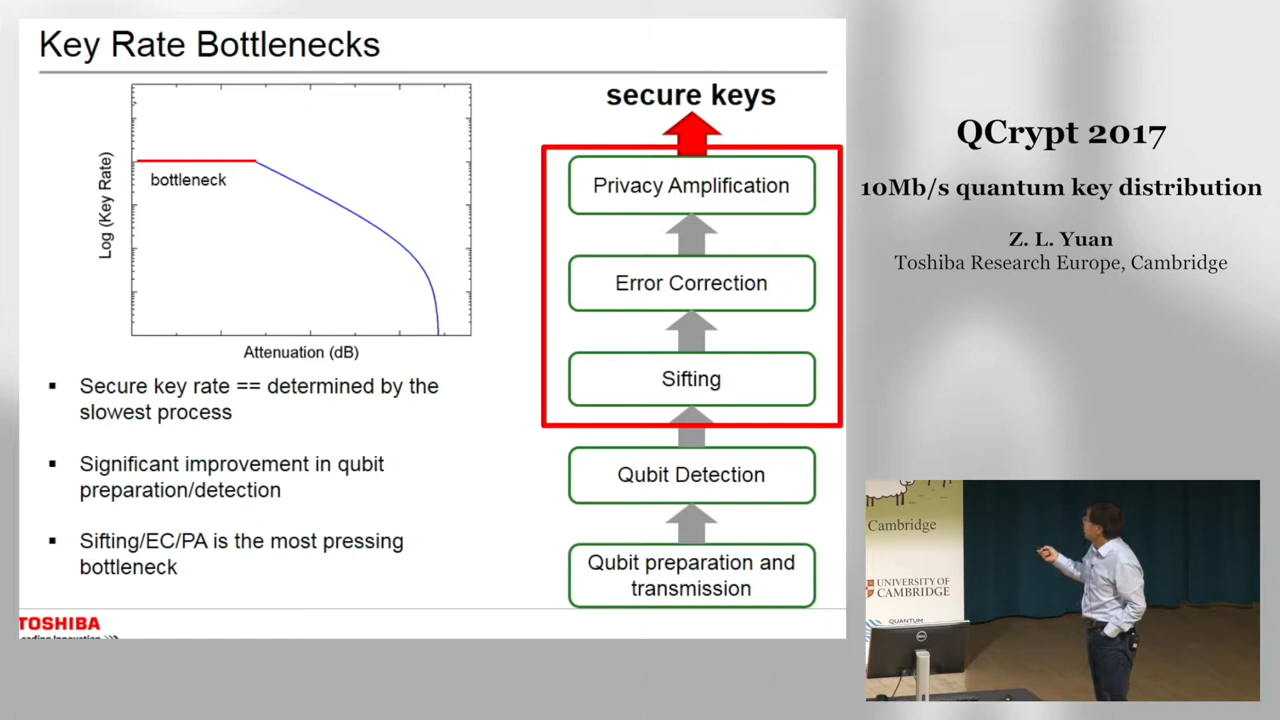 Key Rate Bottlenecks
bottleneck
Log (Key Rate)
Attenuation (dB)
▪ Secure key rate == determined by the
slowest process
▪ Significant improvement in qubit
preparation/detection
▪ Sifting/EC/PA is the most pressing
bottleneck
secure keys
Privacy Amplification
Error Correction
Sifting
Qubit Detection
Qubit preparation and
transmission
TOSHIBA
QCrypt 2017
10Mb/s quantum key distribution
Z. L. Yuan
Toshiba Research Europe, Cambridge
Cambridge
UNIVERSITY OF
CAMBRIDGE
QUANTUM